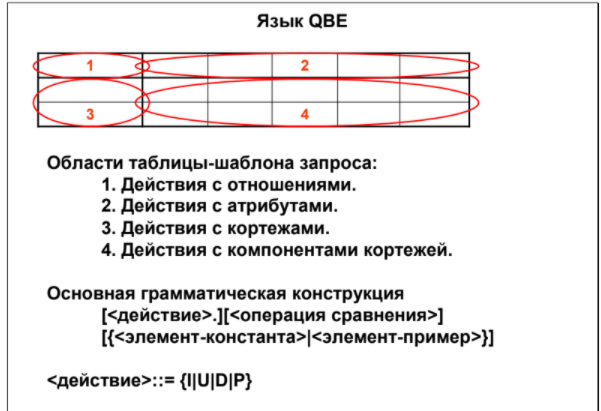 Язык QBE
1 2
3 4
Области таблицы-шаблона запроса:
1. Действия с отношениями.
2. Действия с атрибутами.
3. Действия с кортежами.
4. Действия с компонентами кортежей.
Основная грамматическая конструкция
[<действие>.][<операция сравнения>]
[{<элемент-константа>|<элемент-пример>}]
<действие>::= {I|U|D|P}